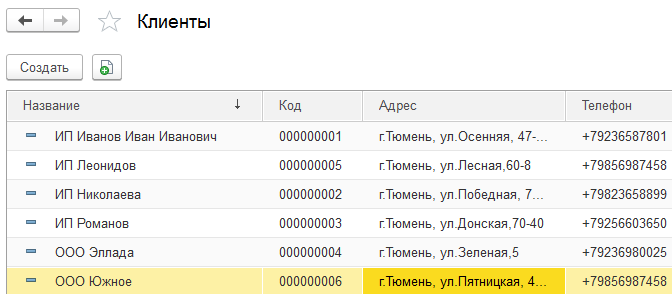 Клиенты
Создать
Название Код Адрес Телефон
ИП Иванов Иван Иванович 000000001 г.Тюмень, ул.Осенняя, 47-... +79236587801
ИП Леонидов 000000005 г.Тюмень, ул.Лесная,60-8 +79856987458
ИП Николаева 000000002 г.Тюмень, ул.Победная, 7... +79823658899
ИП Романов 000000003 г.Тюмень, ул.Донская,70-40 +79256603650
ООО Эллада 000000004 г.Тюмень, ул.Зеленая,5 +79236980025
ООО Южное 000000006 г.Тюмень, ул.Пятницкая, 4... +79856987458